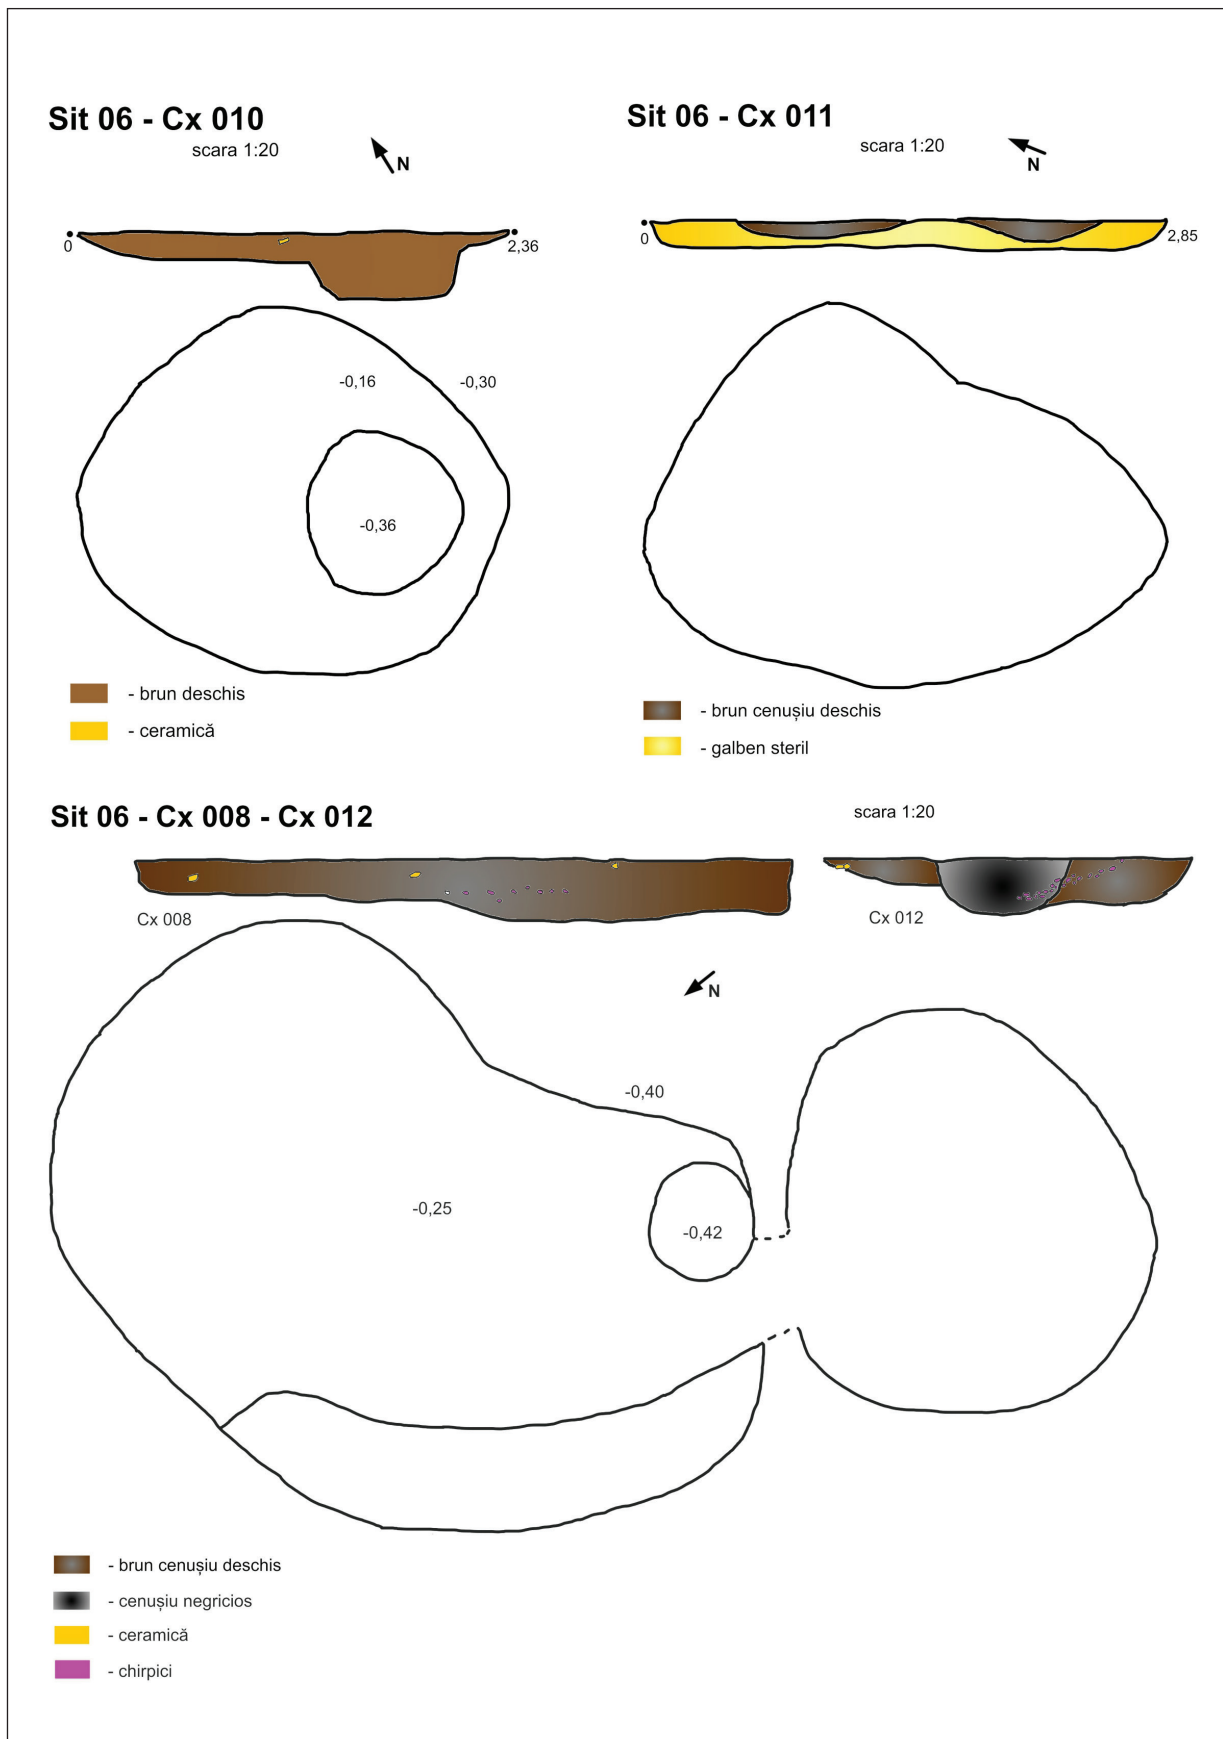 Sit 06 - Cx 010
scara 1:20
N
0
2,36
-0,16
-0,30
-0,36
- brun deschis
- ceramică
Sit 06 - Cx 011
scara 1:20
N
0
2,85
- brun cenușiu deschis
- galben steril
Sit 06 - Cx 008 - Cx 012
scara 1:20
Cx 008
Cx 012
N
-0,40
-0,25
-0,42
- brun cenușiu deschis
- cenușiu negricios
- ceramică
- chirpici